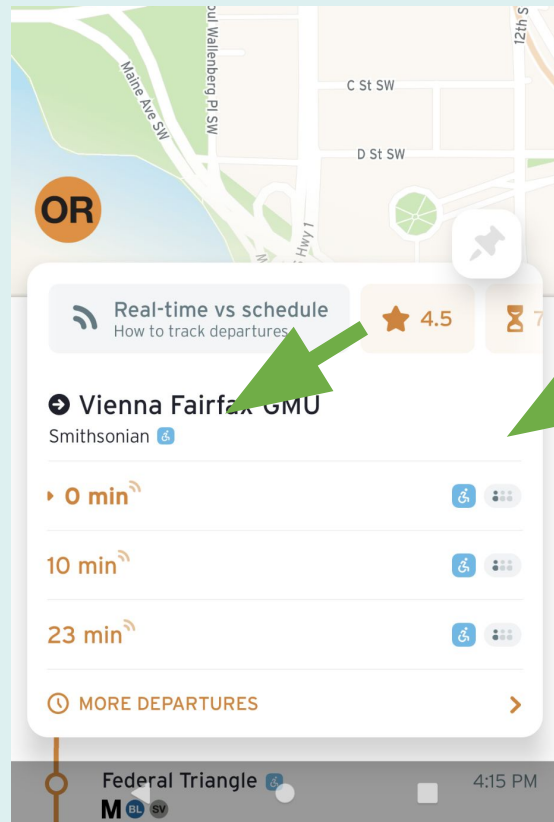 Maine Ave SW
oul Wallenberg Pl SW
12th S
C St SW
D St SW
OR
Hwy 1
Real-time vs schedule
4.5
7
How to track departures
Vienna Fairfax-GMU
Smithsonian
0 min
10 min
23 min
MORE DEPARTURES
Federal Triangle
4:15 PM
M BL SV